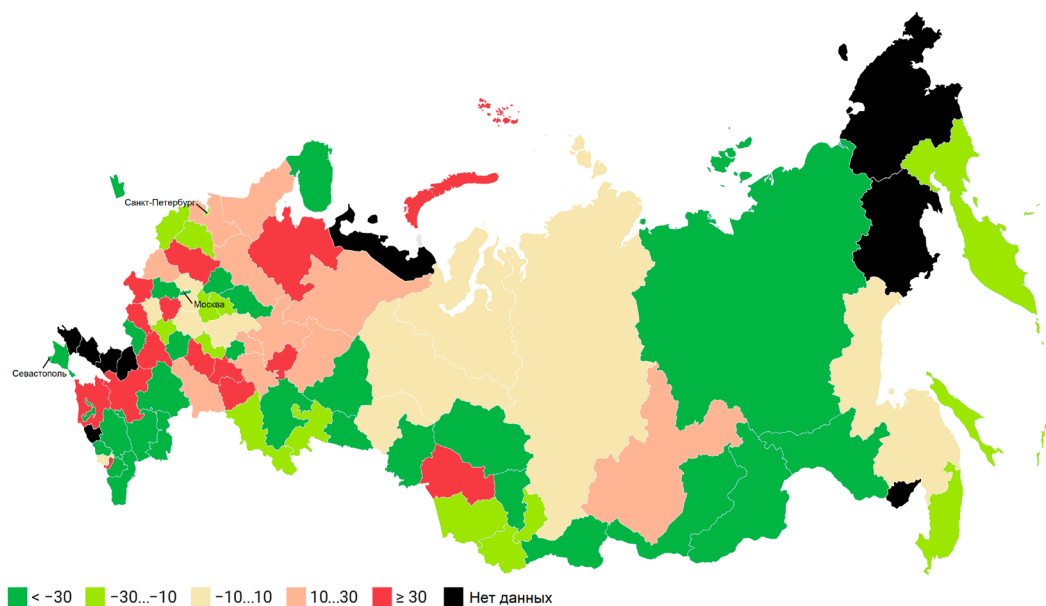 Санкт-Петербург
Москва
Севастополь
< −30
−30...−10
−10...10
10...30
≥ 30
Нет данных